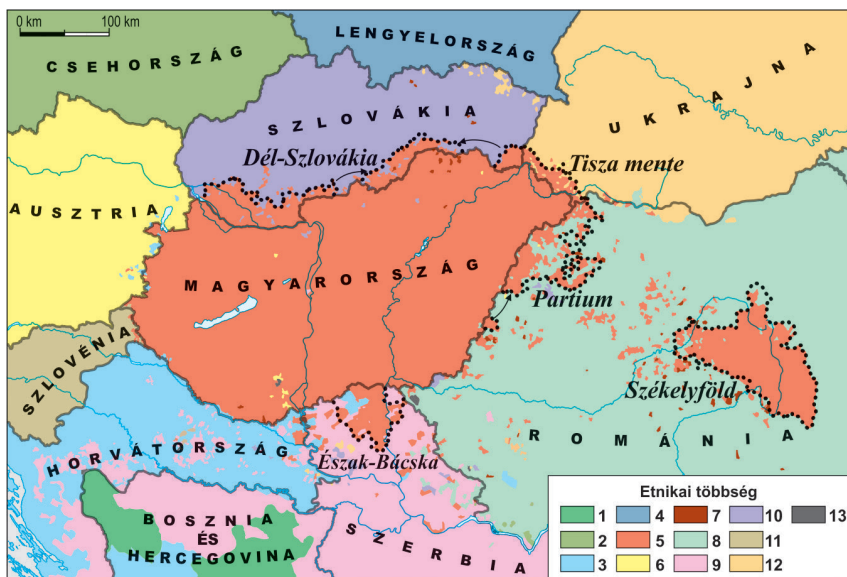 0 km 100 km
CSEHORSZÁG
LENGYELORSZÁG
UKRAJNA
SZLOVÁKIA
Dél-Szlovákia
Tisza mente
AUSZTRIA
MAGYARORSZÁG
Partium
SZLOVÉNIA
Székelyföld
ROMÁNIA
HORVÁTORSZÁG
Észak-Bácska
BOSZNIA
ÉS
HERCEGOVINA
SZERBIA
Etnikai többség
1 4 7 10 13
2 5 8 11
3 6 9 12